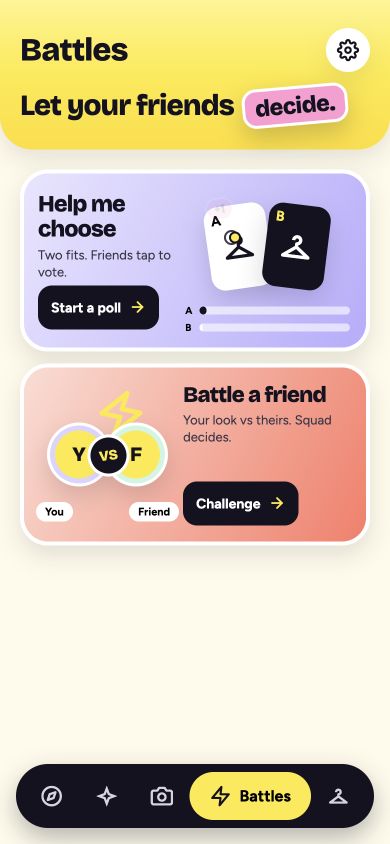 Battles
Let your friends decide.
Help me
choose
Two fits. Friends tap to
vote.
Start a poll
A
B
A
B
Battle a friend
Your look vs theirs. Squad
decides.
Y vs F
You
Friend
Challenge
Battles